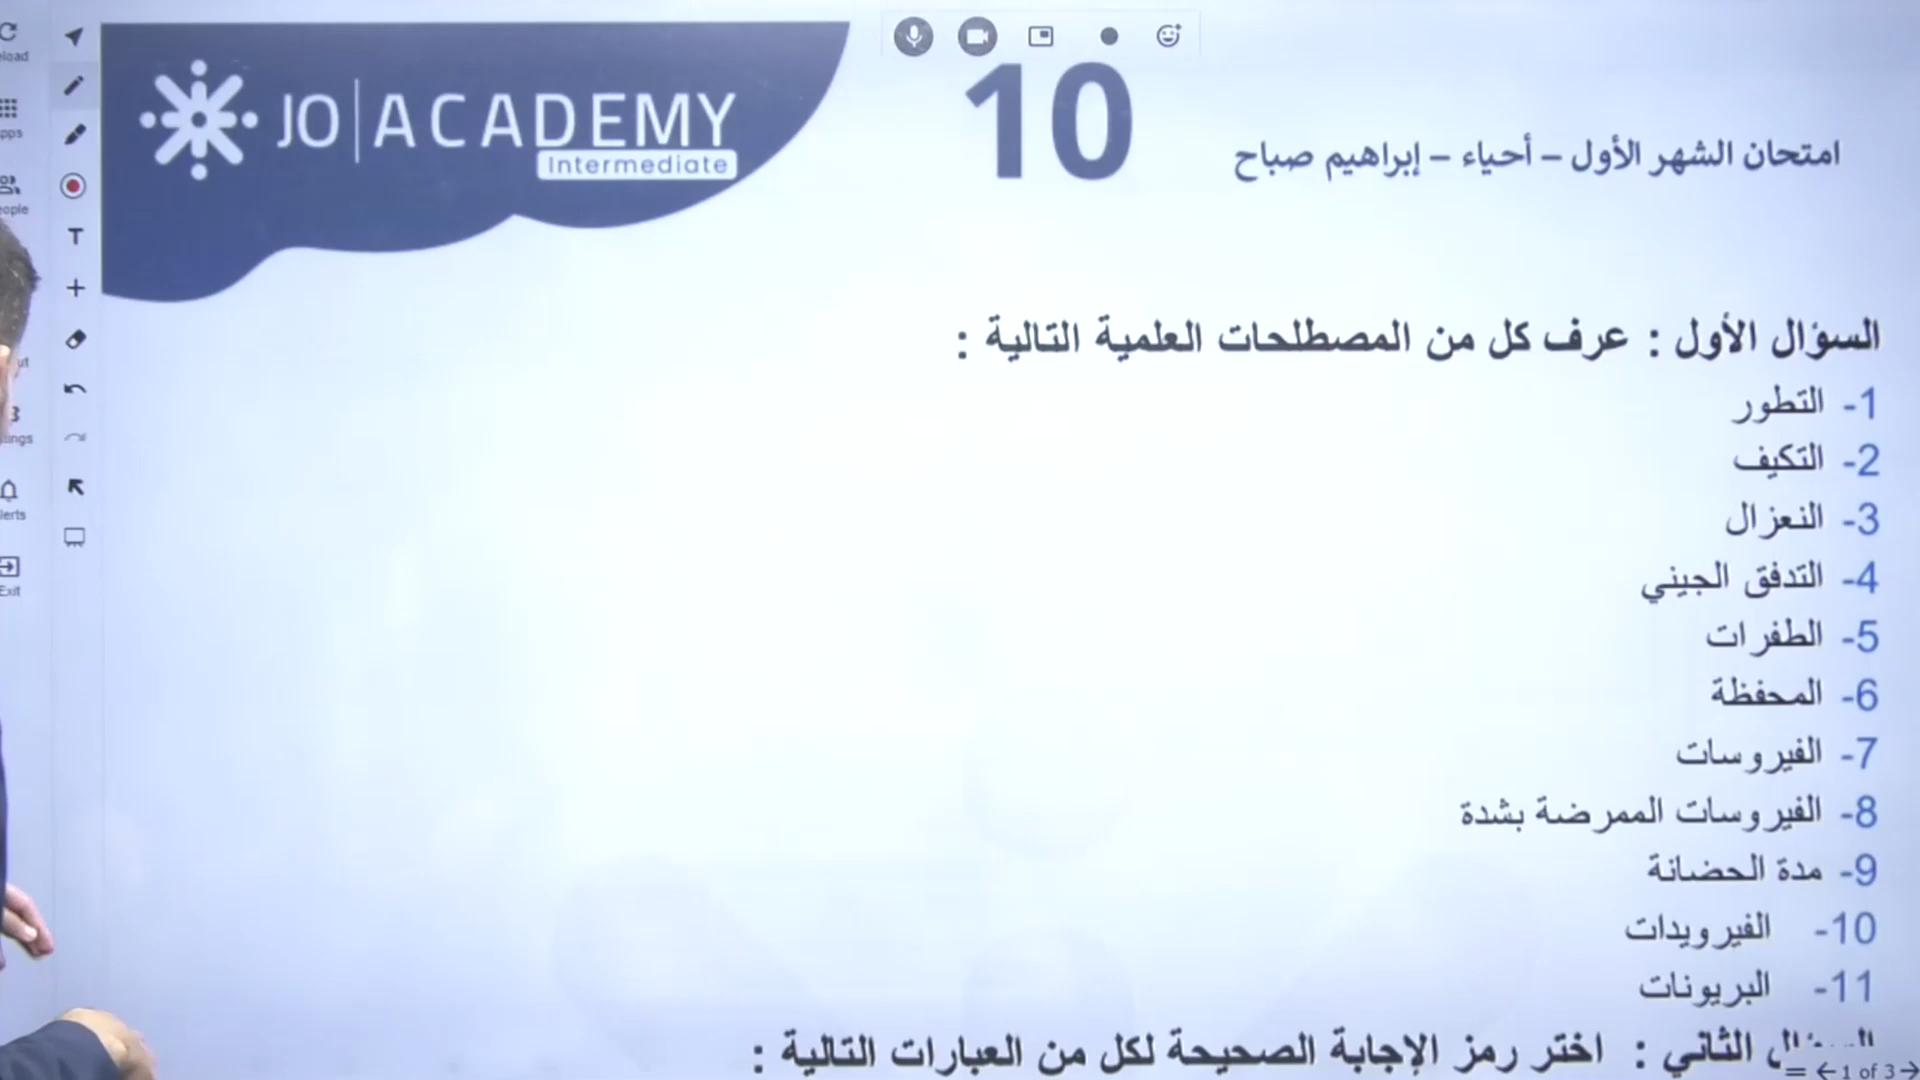 JO ACADEMY
Intermediate
10
امتحان الشهر الأول – أحياء – إبراهيم صباح
السؤال الأول : عرف كل من المصطلحات العلمية التالية :
1- التطور
2- التكيف
3- النعزال
4- التدفق الجيني
5- الطفرات
6- المحفظة
7- الفيروسات
8- الفيروسات الممرضة بشدة
9- مدة الحضانة
10- الفيرويدات
11- البريونات
الثاني : اختر رمز الإجابة الصحيحة لكل من العبارات التالية :
T
Exit
1 of 3